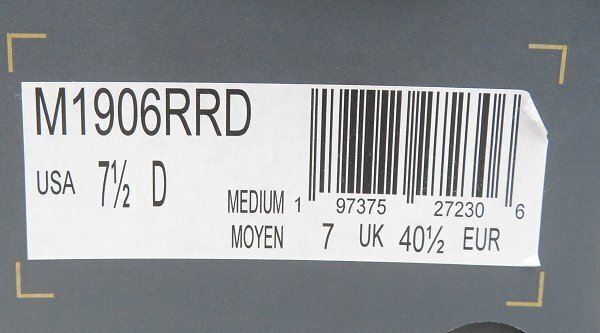 M1906RRD
USA 7½ D
MEDIUM 1 97375 27230 6
MOYEN 7 UK 40½ EUR